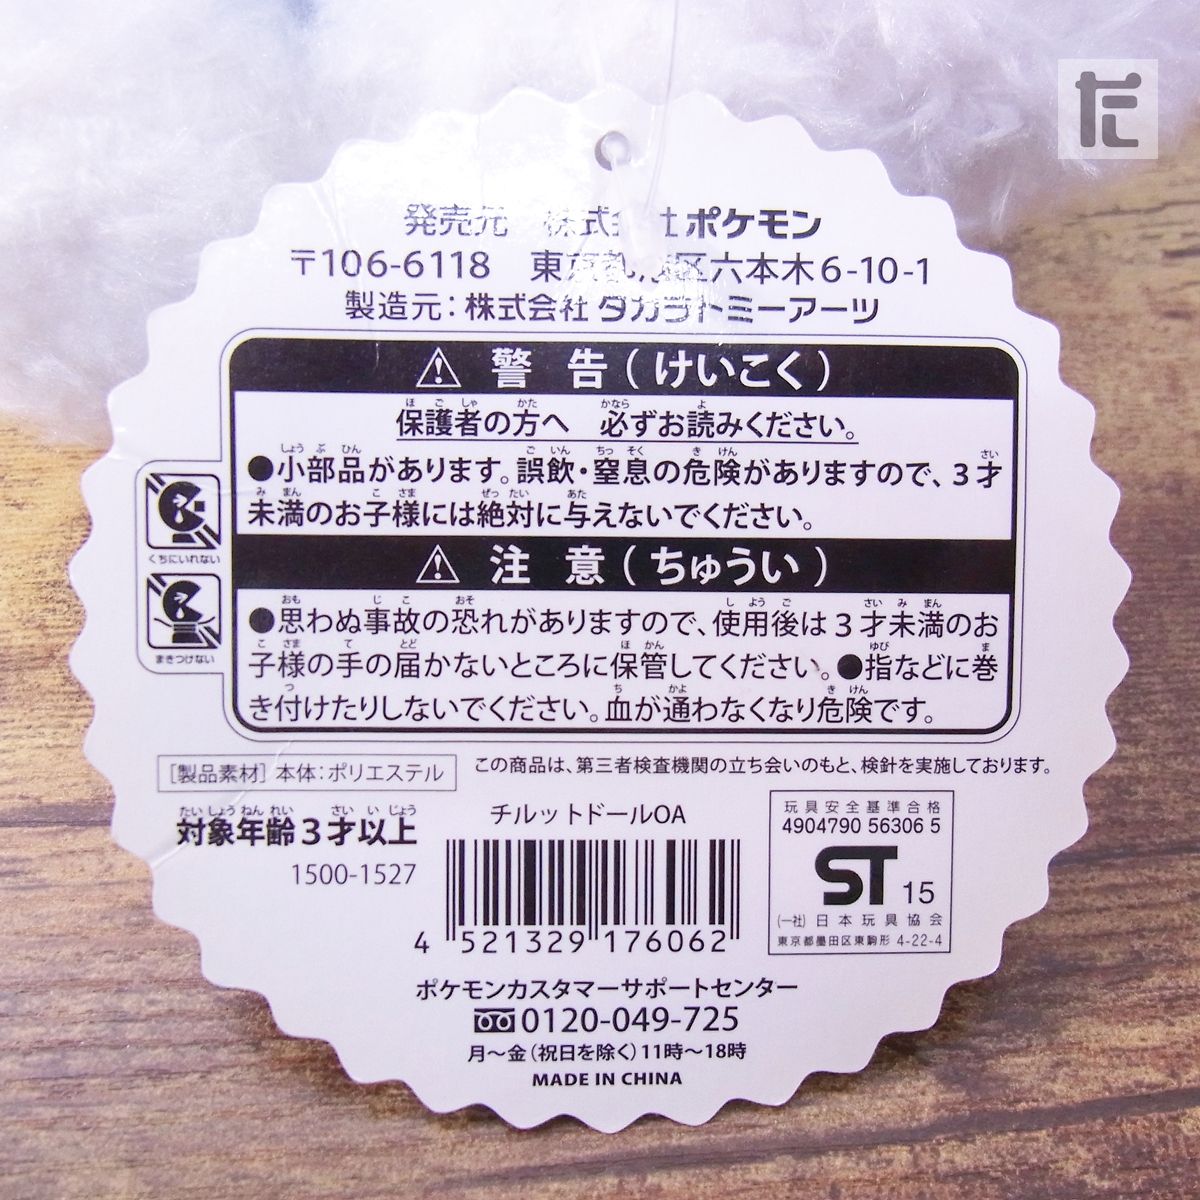 発売元 株式会社ポケモン
〒106-6118 東京都 区六本木6-10-1
製造元：株式会社 タカラトミーアーツ
⚠ 警 告（けいこく）
保護者の方へ 必ずお読みください。
●小部品があります。誤飲・窒息の危険がありますので、3才
未満のお子様には絶対に与えないでください。
くちにいれない
⚠ 注 意（ちゅうい）
●思わぬ事故の恐れがありますので、使用後は3才未満のお
子様の手の届かないところに保管してください。●指などに巻
き付けたりしないでください。血が通わなくなり危険です。
まきつけない
［製品素材］本体：ポリエステル
この商品は、第三者検査機関の立ち会いのもと、検針を実施しております。
対象年齢3才以上
1500-1527
チルットドールOA
4 521329 176062
玩具安全基準合格
4904790 56306 5
ST 15
(一社) 日本玩具協会
東京都墨田区東駒形 4-22-4
ポケモンカスタマーサポートセンター
0120-049-725
月～金（祝日を除く）11時～18時
MADE IN CHINA